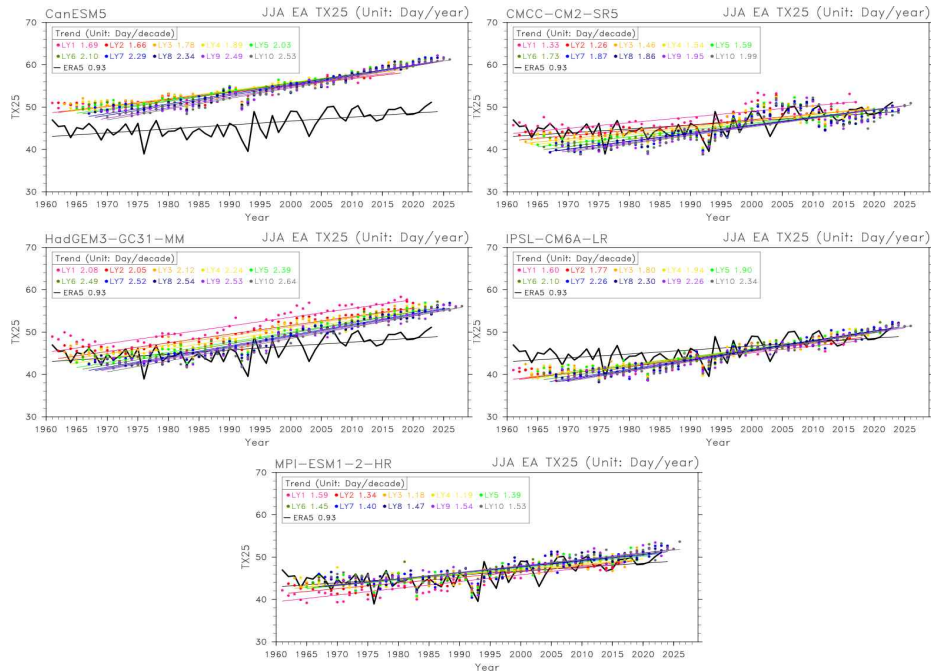 CanESM5 JJA EA TX25 (Unit: Day/year)
Trend (Unit: Day/decade)
LY1 1.69 LY2 1.66 LY3 1.78 LY4 LY5 2.03
LY6 2.10 LY7 2.29 LY8 2.34 LY9 2.49 LY10 2.53
ERA5 0.93
70
60
50
40
30
TX25
1960 1965 1970 1975 1980 1985 1990 1995 2000 2005 2010 2015 2020 2025
Year
CMCC-CM2-SR5 JJA EA TX25 (Unit: Day/year)
Trend (Unit: Day/decade)
LY1 1.33 LY2 1.26 LY3 1.46 LY4 1.54 LY5 1.59
LY6 1.73 LY7 1.87 LY8 1.86 LY9 1.95 LY10 1.99
ERA5 0.93
70
60
50
40
30
TX25
1960 1965 1970 1975 1980 1985 1990 1995 2000 2005 2010 2015 2020 2025
Year
HadGEM3-GC31-MM JJA EA TX25 (Unit: Day/year)
Trend (Unit: Day/decade)
LY1 2.08 LY2 2.05 LY3 2.12 LY4 2.24 LY5 2.39
LY6 2.49 LY7 2.52 LY8 2.54 LY9 2.53 LY10 2.64
ERA5 0.93
70
60
50
40
30
TX25
1960 1965 1970 1975 1980 1985 1990 1995 2000 2005 2010 2015 2020 2025
Year
IPSL-CM6A-LR JJA EA TX25 (Unit: Day/year)
Trend (Unit: Day/decade)
LY1 1.60 LY2 1.77 LY3 1.80 LY4 1.94 LY5 1.90
LY6 2.10 LY7 2.26 LY8 2.30 LY9 2.26 LY10 2.34
ERA5 0.93
70
60
50
40
30
TX25
1960 1965 1970 1975 1980 1985 1990 1995 2000 2005 2010 2015 2020 2025
Year
MPI-ESM1-2-HR JJA EA TX25 (Unit: Day/year)
Trend (Unit: Day/decade)
LY1 1.59 LY2 1.34 LY3 1.18 LY4 1.19 LY5 1.39
LY6 1.45 LY7 1.40 LY8 1.47 LY9 1.54 LY10 1.53
ERA5 0.93
70
60
50
40
30
TX25
1960 1965 1970 1975 1980 1985 1990 1995 2000 2005 2010 2015 2020 2025
Year